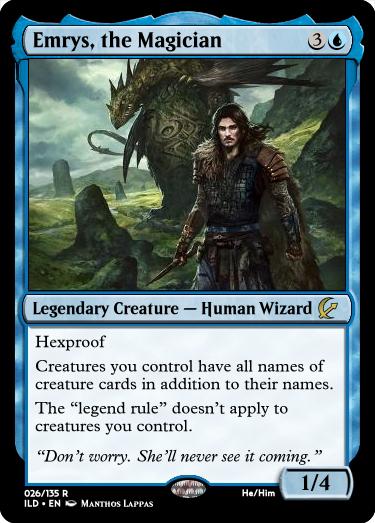 Emrys, the Magician 3
Legendary Creature — Human Wizard
Hexproof
Creatures you control have all names of
creature cards in addition to their names.
The “legend rule” doesn’t apply to
creatures you control.
“Don’t worry. She’ll never see it coming.”
1/4
026/135 R He/Him
ILD • EN Manthos Lappas